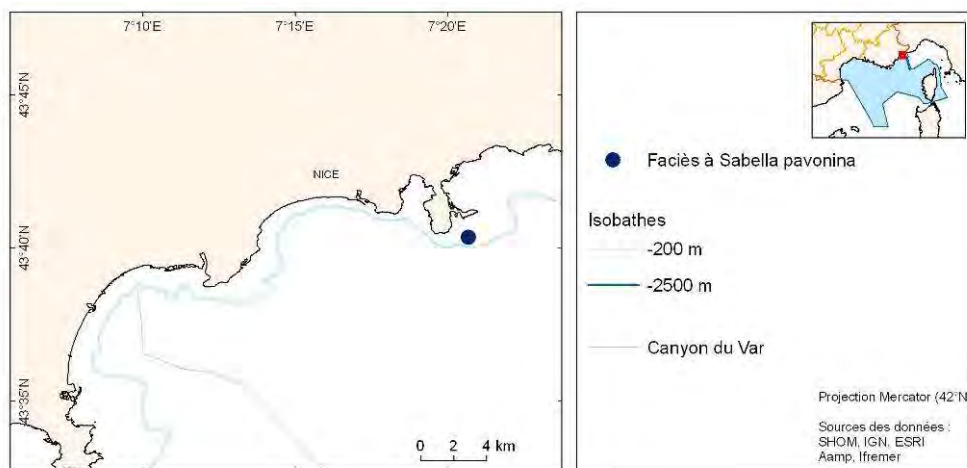 7°10'E
7°15'E
7°20'E
43°45'N
NICE
43°40'N
43°35'N
0 2 4 km
Faciès à Sabella pavonina
Isobathes
-200 m
-2500 m
Canyon du Var
Projection Mercator (42°N
Sources des données :
SHOM, IGN, ESRI
Aamp, Ifremer